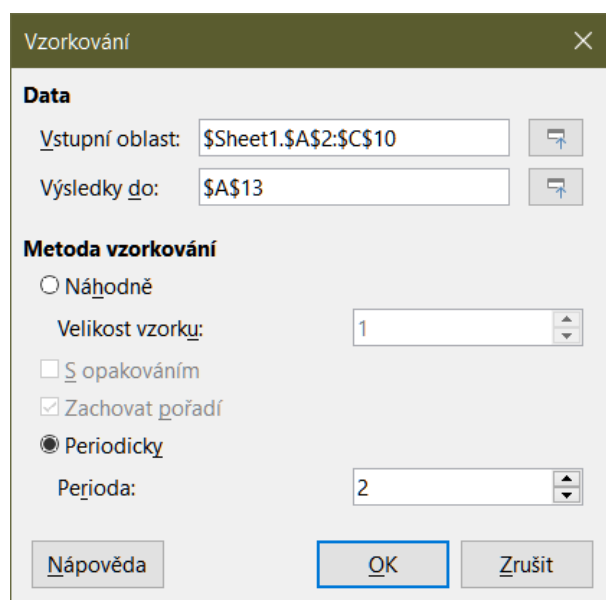 Vzorkování
Data
Vstupní oblast: $Sheet1.$A$2:$C$10
Výsledky do: $A$13
Metoda vzorkování
Náhodně
Velikost vzorku: 1
S opakováním
Zachovat pořadí
Periodicky
Perioda: 2
Nápověda OK Zrušit